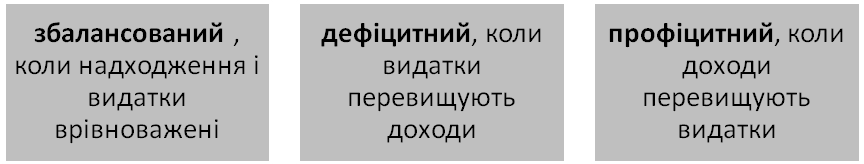 збалансований ,
коли надходження і
видатки
врівноважені
дефіцитний, коли
видатки
перевищують
доходи
профіцитний, коли
доходи
перевищують
видатки